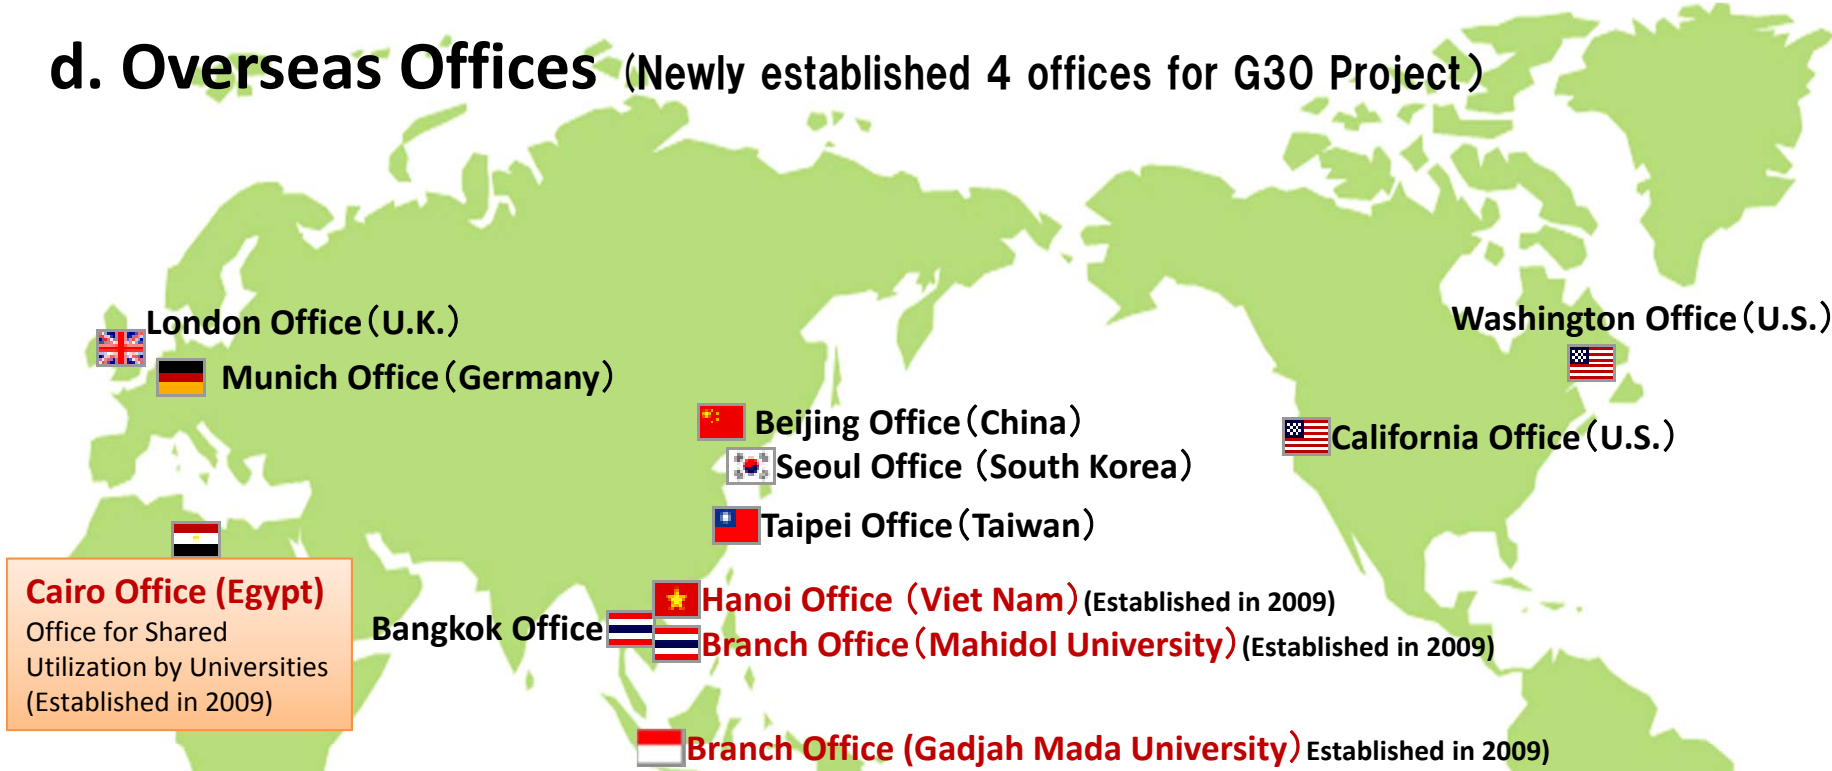 d. Overseas Offices (Newly established 4 offices for G30 Project)
London Office(U.K.)
Washington Office(U.S.)
Munich Office(Germany)
Beijing Office(China)
California Office(U.S.)
Seoul Office (South Korea)
Taipei Office(Taiwan)
Cairo Office (Egypt)
Office for Shared
Utilization by Universities
(Established in 2009)
Hanoi Office (Viet Nam)(Established in 2009)
Bangkok Office
Branch Office(Mahidol University)(Established in 2009)
Branch Office (Gadjah Mada University) Established in 2009)